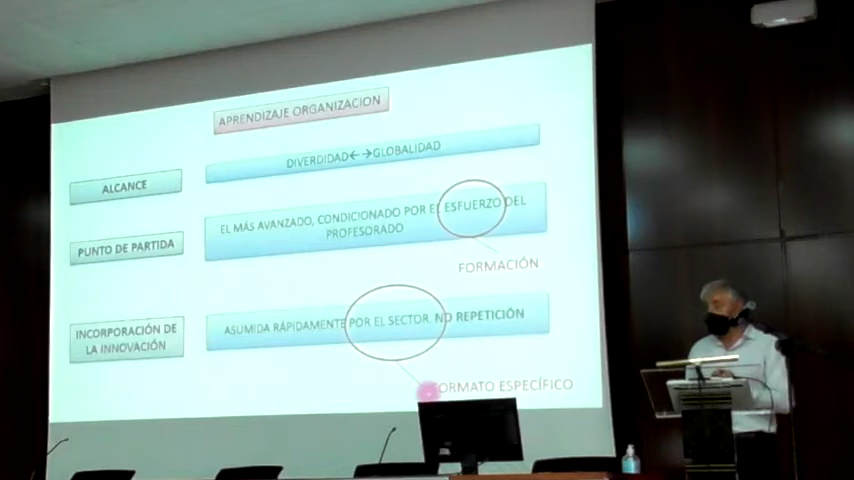 APRENDIZAJE ORGANIZACION
DIVERDIDAD←→GLOBALIDAD
ALCANCE
EL MÁS AVANZADO, CONDICIONADO POR EL ESFUERZO DEL
PROFESORADO
PUNTO DE PARTIDA
FORMACIÓN
INCORPORACIÓN DE
LA INNOVACIÓN
ASUMIDA RÁPIDAMENTE POR EL SECTOR. NO REPETICIÓN
FORMATO ESPECÍFICO